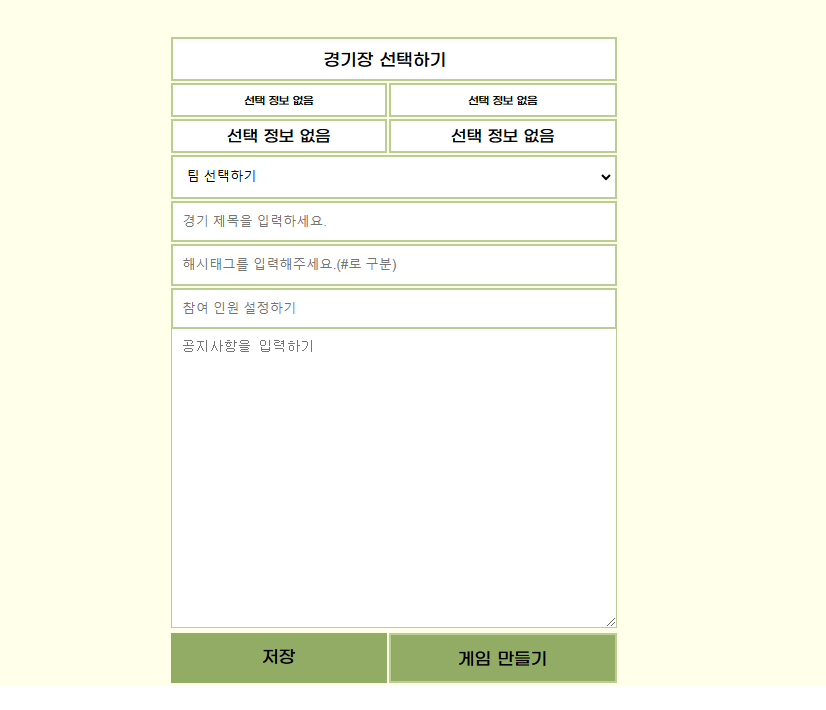 경기장 선택하기
선택 정보 없음 선택 정보 없음
선택 정보 없음 선택 정보 없음
팀 선택하기
경기 제목을 입력하세요.
해시태그를 입력해주세요.(#로 구분)
참여 인원 설정하기
공지사항을 입력하기
저장 게임 만들기